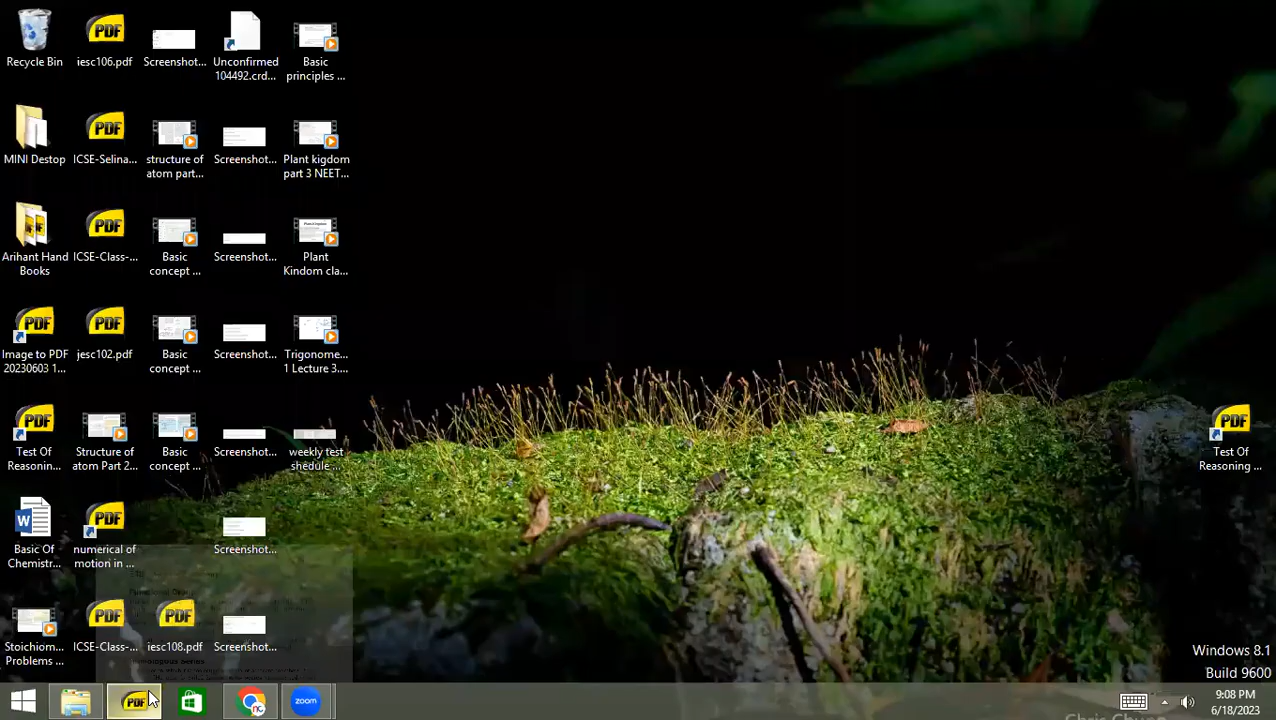 Recycle Bin
iesc106.pdf
Screenshot...
Unconfirmed
104492.crd...
Basic
principles ...
MINI Destop
ICSE-Selina...
structure of
atom part...
Screenshot...
Plant kigdom
part 3 NEET...
Arihant Hand
Books
ICSE-Class-...
Basic
concept ...
Screenshot...
Plant
Kindom cla...
Image to PDF
20230603 1...
jesc102.pdf
Basic
concept ...
Screenshot...
Trigonome...
1 Lecture 3....
Test Of
Reasoning...
Structure of
atom Part 2...
Basic
concept ...
Screenshot...
weekly test
shedule ...
Test Of
Reasoning ...
Basic Of
Chemistr...
numerical of
motion in ...
Screenshot...
Stoichiom...
Problems ...
ICSE-Class-...
iesc108.pdf
Screenshot...
Windows 8.1
Build 9600
PDF
zoom
9:08 PM
6/18/2023